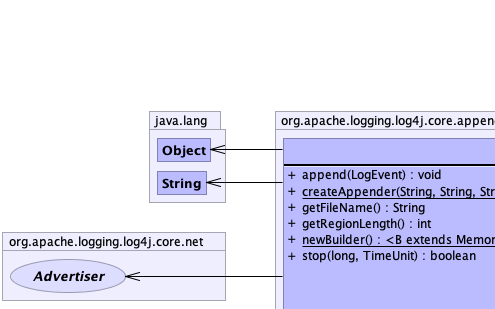 java.lang
Object
String
org.apache.logging.log4j.core.net
Advertiser
org.apache.logging.log4j.core.appen
+ append(LogEvent) : void
+ createAppender(String, String, Str
+ getFileName() : String
+ getRegionLength() : int
+ newBuilder() : <B extends Memor
+ stop(long, TimeUnit) : boolean